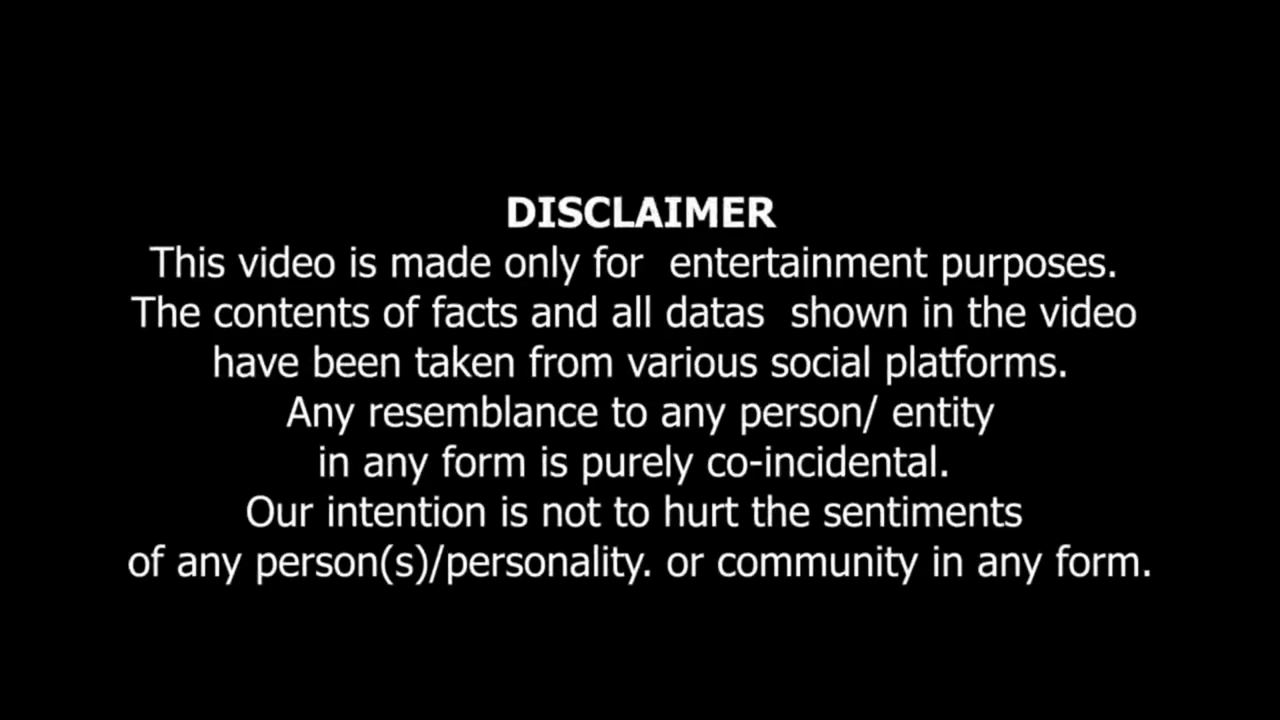 DISCLAIMER
This video is made only for  entertainment purposes.
The contents of facts and all datas  shown in the video
have been taken from various social platforms.
Any resemblance to any person/ entity
in any form is purely co-incidental.
Our intention is not to hurt the sentiments
of any person(s)/personality. or community in any form.